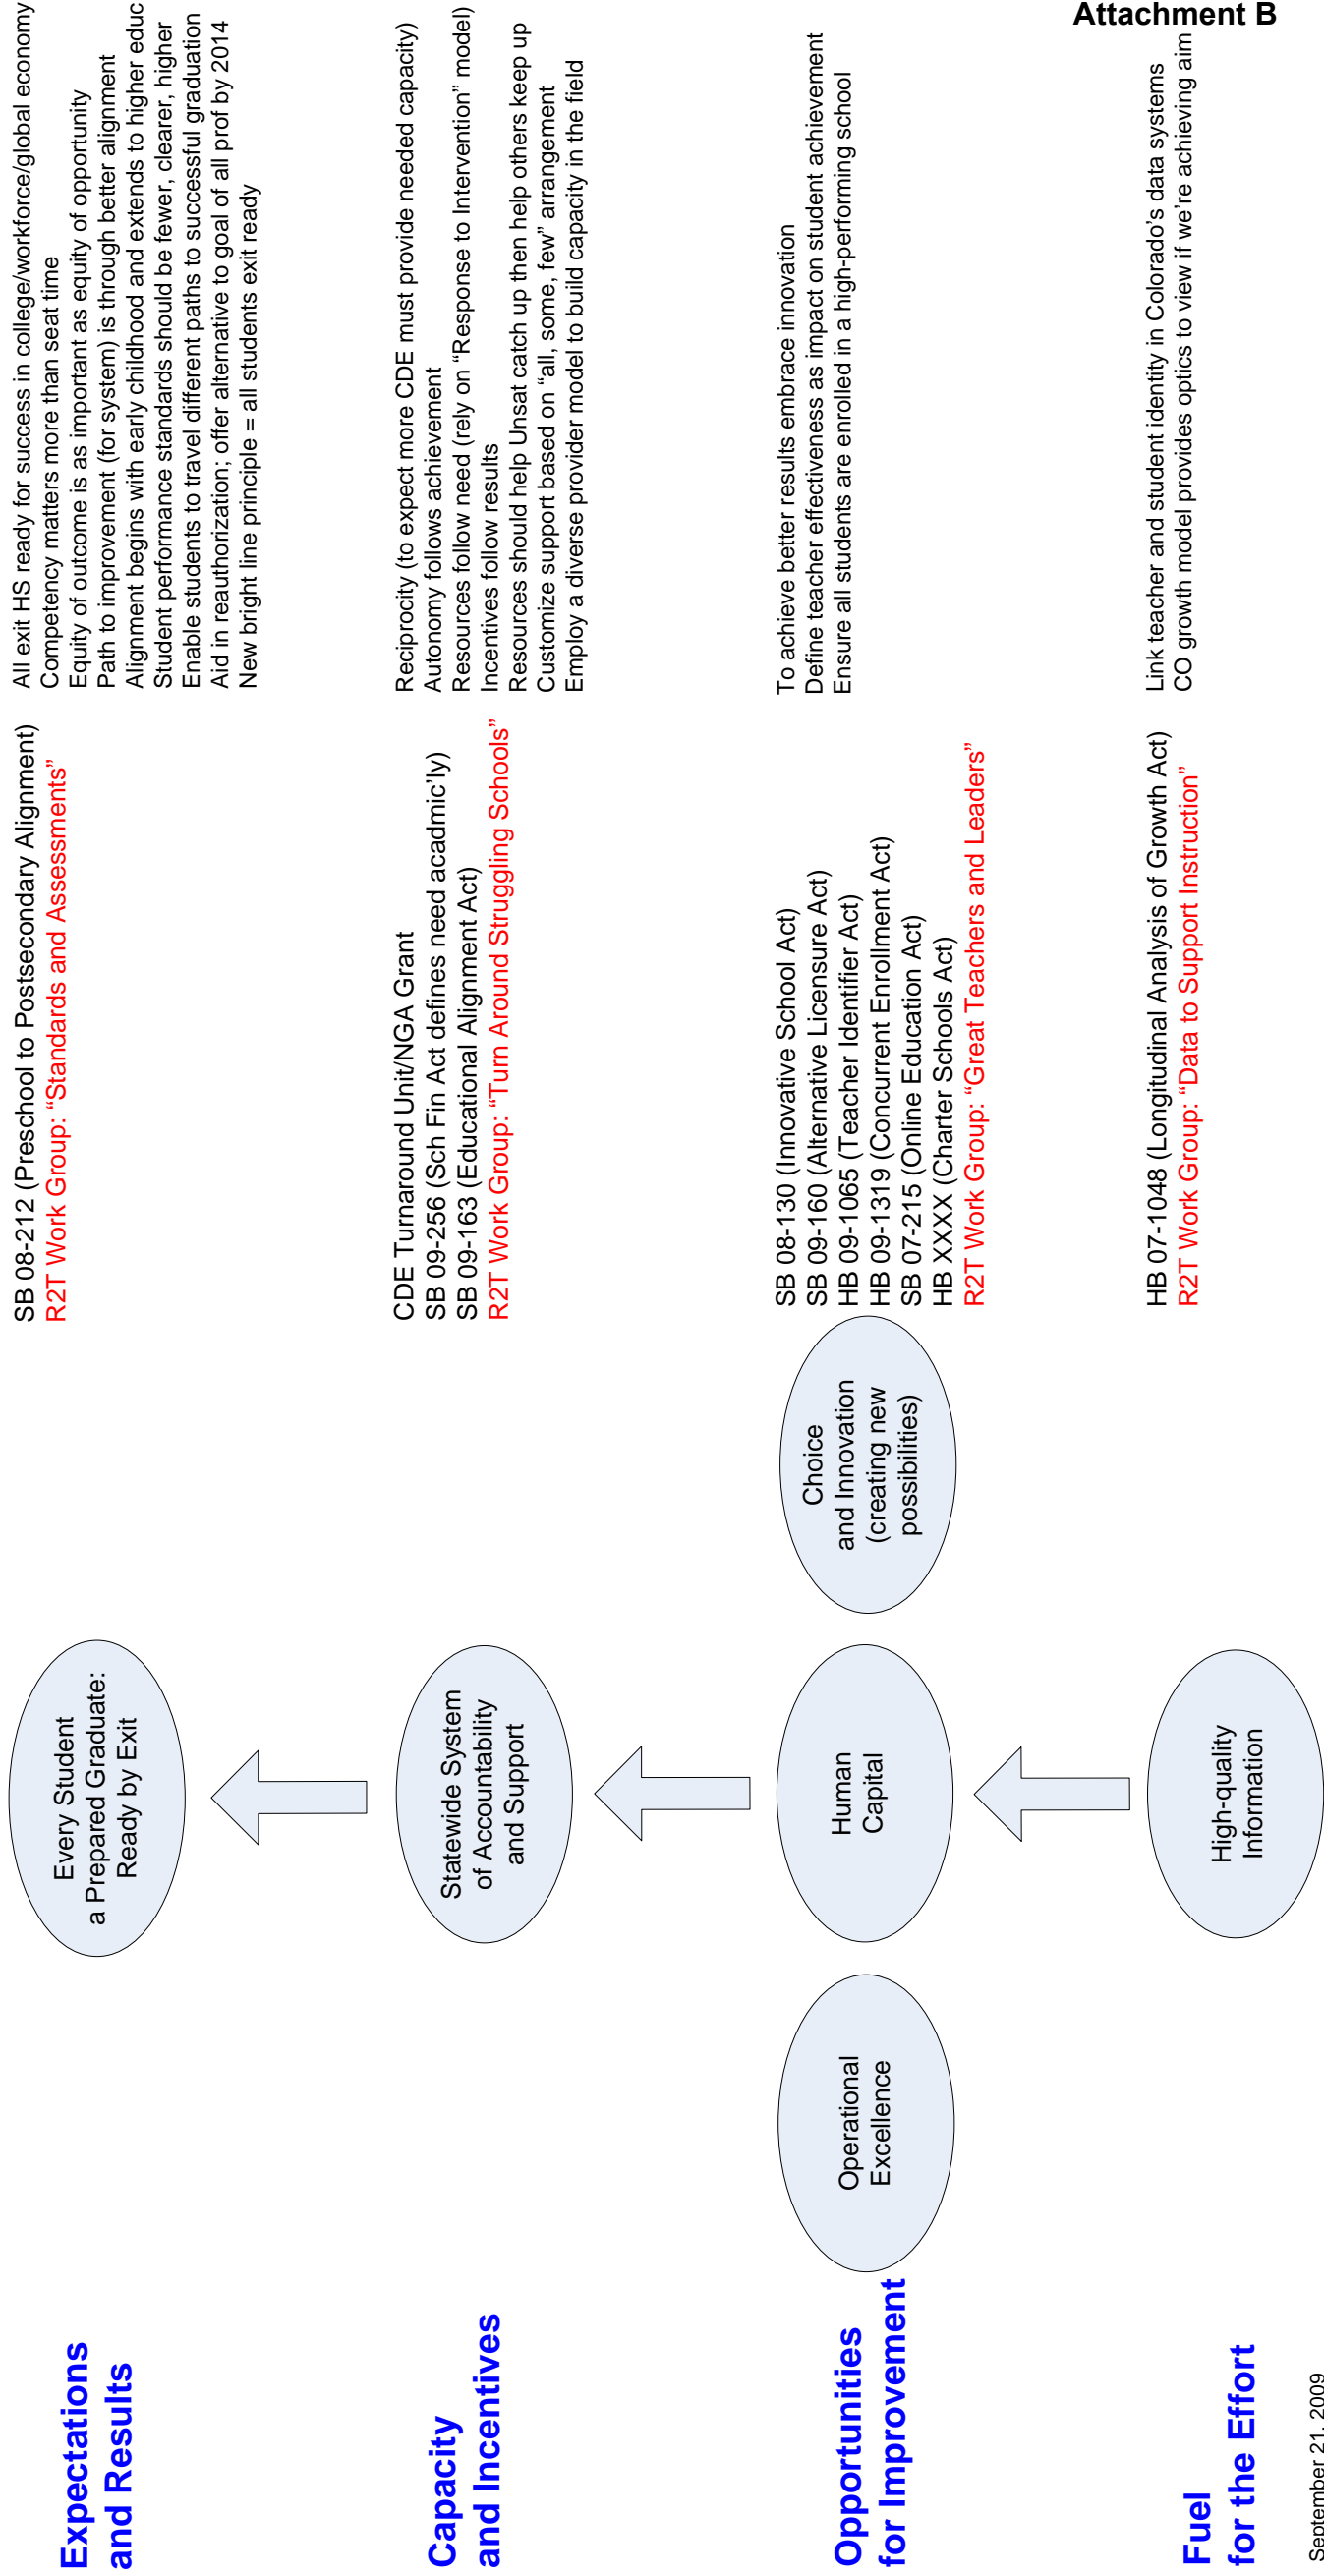 Attachment B
Expectations
and Results
Every Student
a Prepared Graduate:
Ready by Exit
SB 08-212 (Preschool to Postsecondary Alignment)
R2T Work Group: “Standards and Assessments”
All exit HS ready for success in college/workforce/global economy
Competency matters more than seat time
Equity of outcome is as important as equity of opportunity
Path to improvement (for system) is through better alignment
Alignment begins with early childhood and extends to higher educ
Student performance standards should be fewer, clearer, higher
Enable students to travel different paths to successful graduation
Aid in reauthorization; offer alternative to goal of all prof by 2014
New bright line principle = all students exit ready
Capacity
and Incentives
Statewide System
of Accountability
and Support
CDE Turnaround Unit/NGA Grant
SB 09-256 (Sch Fin Act defines need acadmic’ly)
SB 09-163 (Educational Alignment Act)
R2T Work Group: “Turn Around Struggling Schools”
Reciprocity (to expect more CDE must provide needed capacity)
Autonomy follows achievement
Resources follow need (rely on “Response to Intervention” model)
Incentives follow results
Resources should help Unsat catch up then help others keep up
Customize support based on “all, some, few” arrangement
Employ a diverse provider model to build capacity in the field
Opportunities
for Improvement
Operational
Excellence
Human
Capital
Choice
and Innovation
(creating new
possibilities)
SB 08-130 (Innovative School Act)
SB 09-160 (Alternative Licensure Act)
HB 09-1065 (Teacher Identifier Act)
HB 09-1319 (Concurrent Enrollment Act)
SB 07-215 (Online Education Act)
HB XXXX (Charter Schools Act)
R2T Work Group: “Great Teachers and Leaders”
To achieve better results embrace innovation
Define teacher effectiveness as impact on student achievement
Ensure all students are enrolled in a high-performing school
Fuel
for the Effort
High-quality
Information
HB 07-1048 (Longitudinal Analysis of Growth Act)
R2T Work Group: “Data to Support Instruction”
Link teacher and student identity in Colorado’s data systems
CO growth model provides optics to view if we’re achieving aim
September 21, 2009